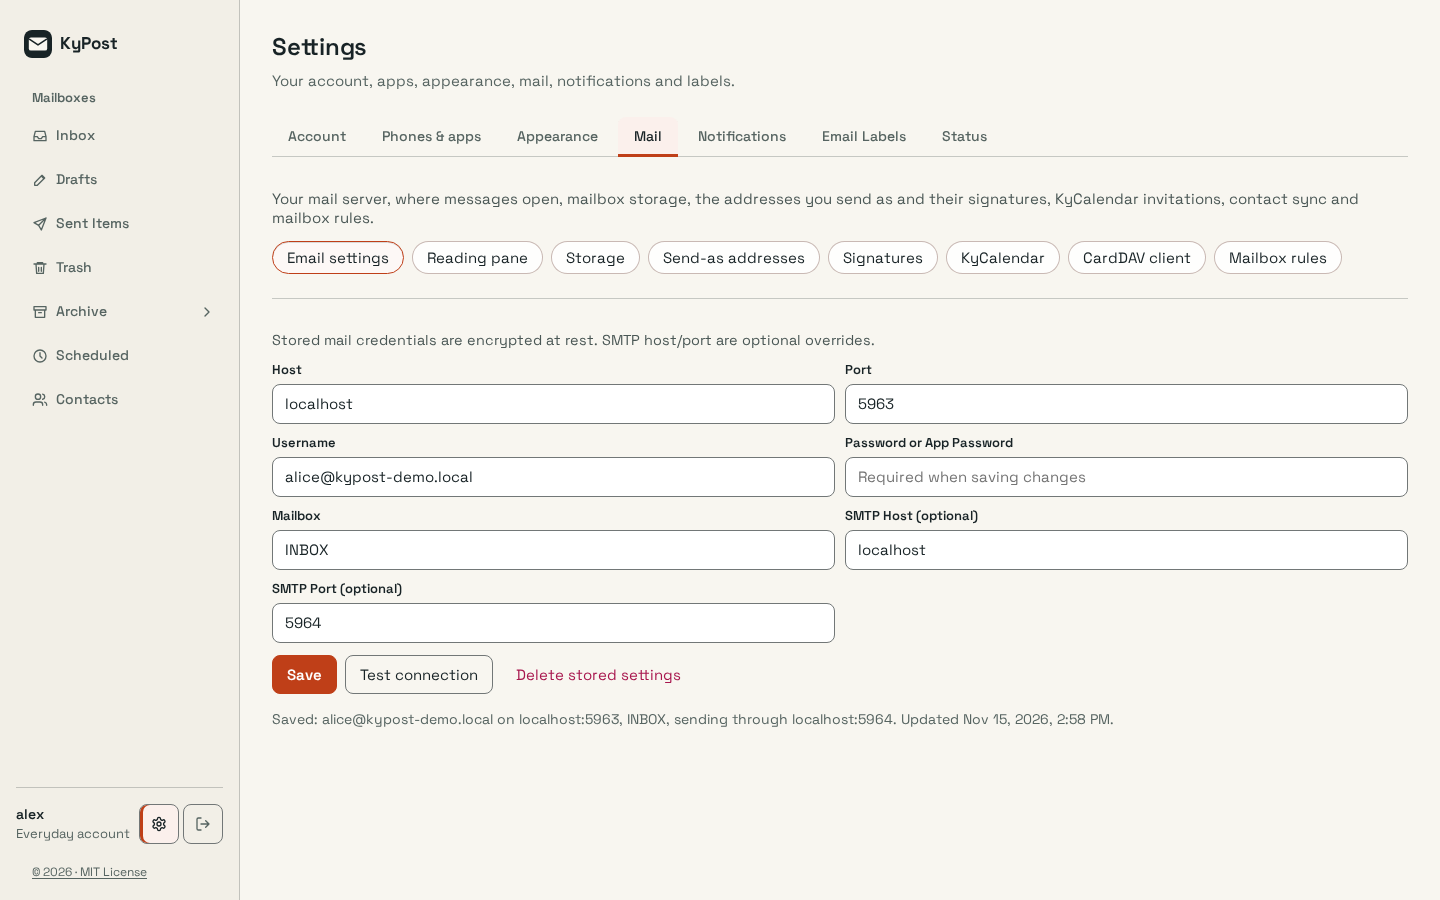 KyPost
Mailboxes
Inbox
Drafts
Sent Items
Trash
Archive
Scheduled
Contacts
alex
Everyday account
© 2026 · MIT License
Settings
Your account, apps, appearance, mail, notifications and labels.
Account
Phones & apps
Appearance
Mail
Notifications
Email Labels
Status
Your mail server, where messages open, mailbox storage, the addresses you send as and their signatures, KyCalendar invitations, contact sync and
mailbox rules.
Email settings
Reading pane
Storage
Send-as addresses
Signatures
KyCalendar
CardDAV client
Mailbox rules
Stored mail credentials are encrypted at rest. SMTP host/port are optional overrides.
Host
localhost
Port
5963
Username
alice@kypost-demo.local
Password or App Password
Required when saving changes
Mailbox
INBOX
SMTP Host (optional)
localhost
SMTP Port (optional)
5964
Save
Test connection
Delete stored settings
Saved: alice@kypost-demo.local on localhost:5963, INBOX, sending through localhost:5964. Updated Nov 15, 2026, 2:58 PM.